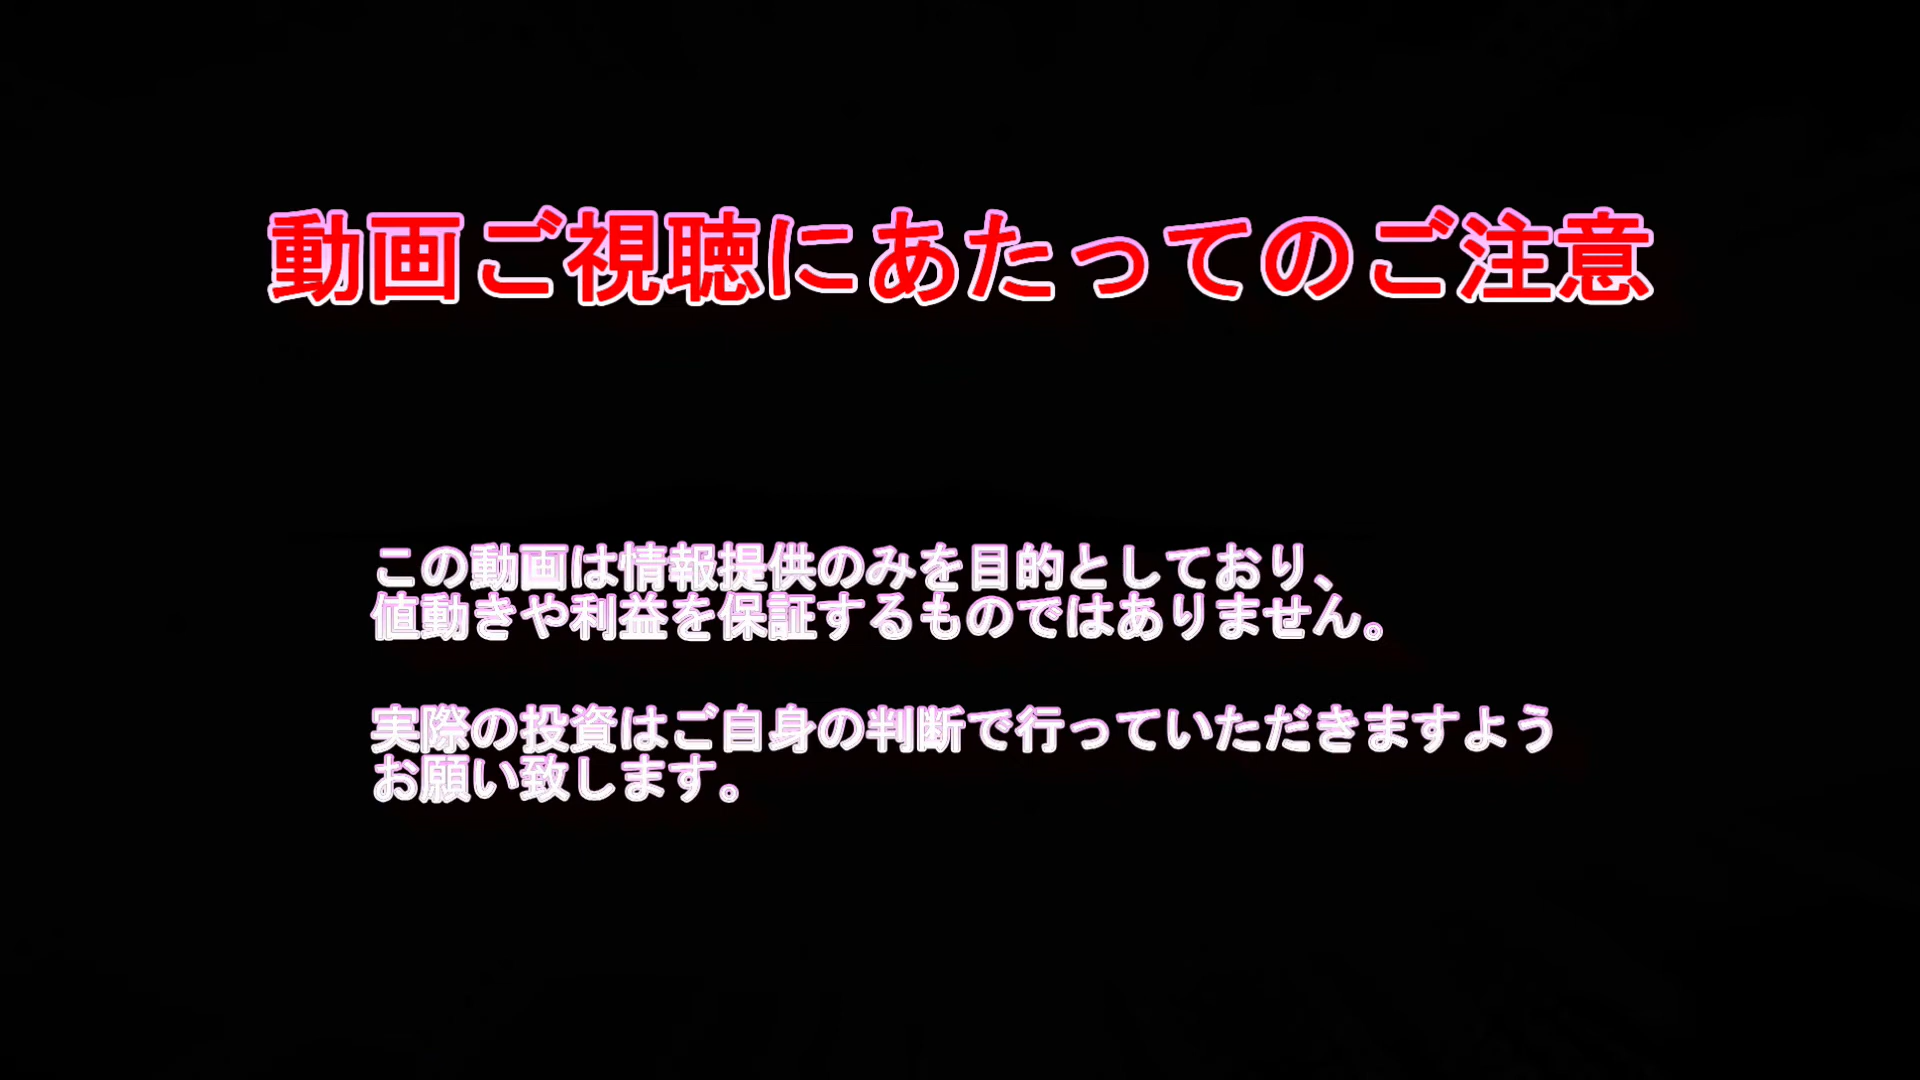 動画ご視聴にあたってのご注意
この動画は情報提供のみを目的としており、
値動きや利益を保証するものではありません。
実際の投資はご自身の判断で行っていただきますよう
お願い致します。